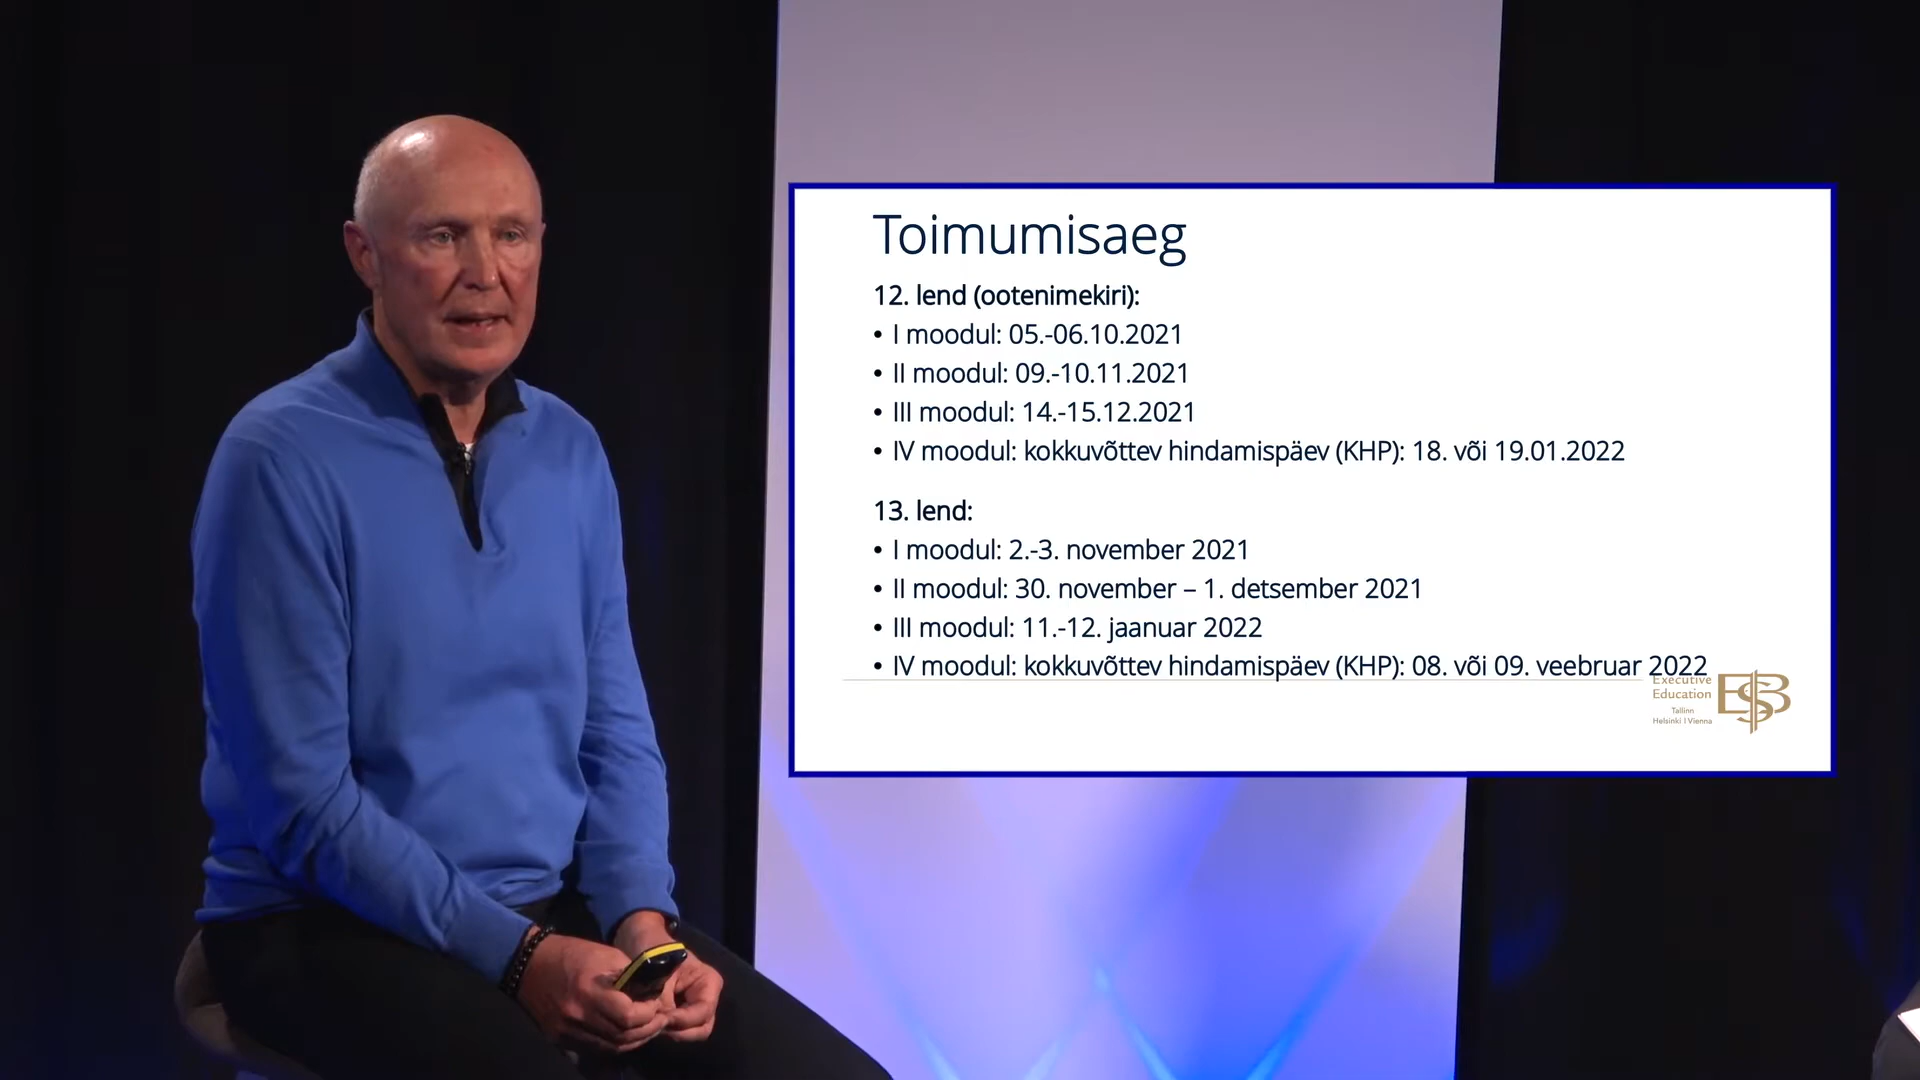 Toimumisaeg
12. lend (ootenimekiri):
• I moodul: 05.-06.10.2021
• II moodul: 09.-10.11.2021
• III moodul: 14.-15.12.2021
• IV moodul: kokkuvõttev hindamispäev (KHP): 18. või 19.01.2022
13. lend:
• I moodul: 2.-3. november 2021
• II moodul: 30. november – 1. detsember 2021
• III moodul: 11.-12. jaanuar 2022
• IV moodul: kokkuvõttev hindamispäev (KHP): 08. või 09. veebruar 2022
Executive
Education
Tallinn
Helsinki | Vienna
EBS